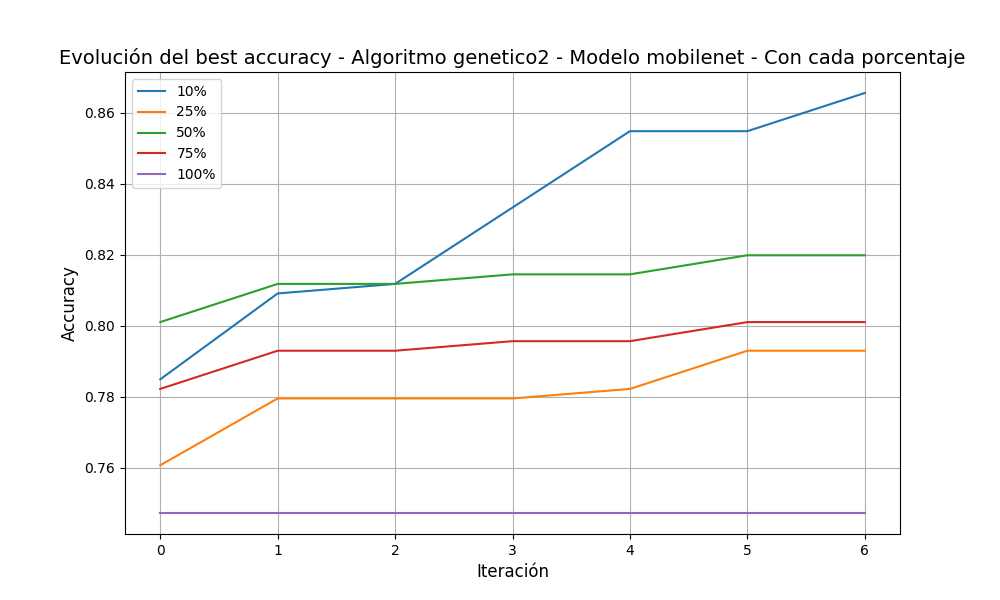 Evolución del best accuracy - Algoritmo genetico2 - Modelo mobilenet - Con cada porcentaje
10%
25%
50%
75%
100%
0.86
0.84
0.82
0.80
0.78
0.76
Accuracy
0 1 2 3 4 5 6
Iteración